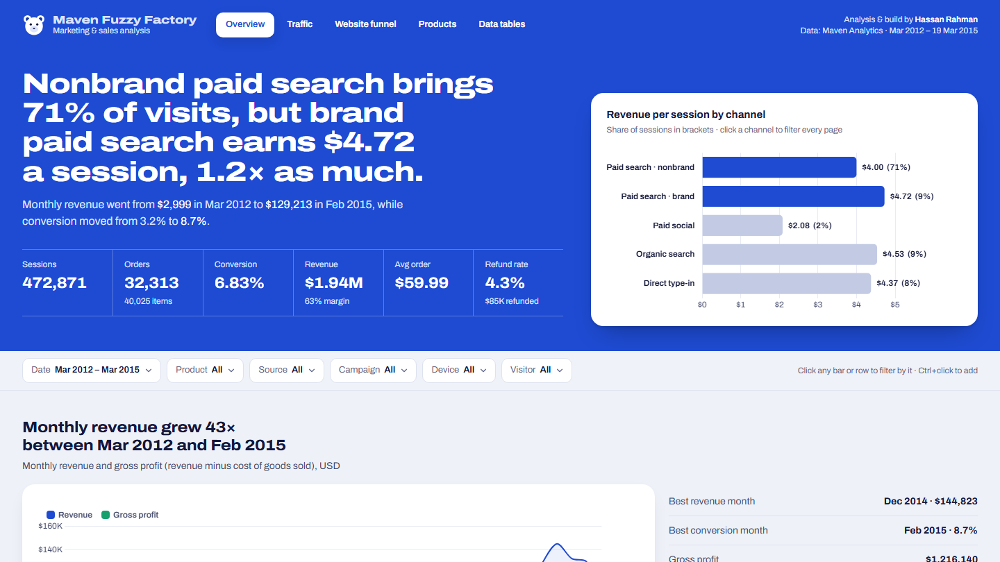 Maven Fuzzy Factory
Marketing & sales analysis
Overview
Traffic
Website funnel
Products
Data tables
Analysis & build by Hassan Rahman
Data: Maven Analytics · Mar 2012 – 19 Mar 2015
Nonbrand paid search brings
71% of visits, but brand
paid search earns $4.72
a session, 1.2× as much.
Monthly revenue went from $2,999 in Mar 2012 to $129,213 in Feb 2015, while
conversion moved from 3.2% to 8.7%.
Sessions
472,871
Orders
32,313
40,025 items
Conversion
6.83%
Revenue
$1.94M
63% margin
Avg order
$59.99
Refund rate
4.3%
$85K refunded
Revenue per session by channel
Share of sessions in brackets · click a channel to filter every page
Paid search · nonbrand $4.00 (71%)
Paid search · brand $4.72 (9%)
Paid social $2.08 (2%)
Organic search $4.53 (9%)
Direct type-in $4.37 (8%)
$0 $1 $2 $3 $4 $5
Date Mar 2012 – Mar 2015
Product All
Source All
Campaign All
Device All
Visitor All
Click any bar or row to filter by it · Ctrl+click to add
Monthly revenue grew 43×
between Mar 2012 and Feb 2015
Monthly revenue and gross profit (revenue minus cost of goods sold), USD
Revenue
Gross profit
$160K
$140K
Best revenue month Dec 2014 · $144,823
Best conversion month Feb 2015 · 8.7%
Gross profit $1,216,140